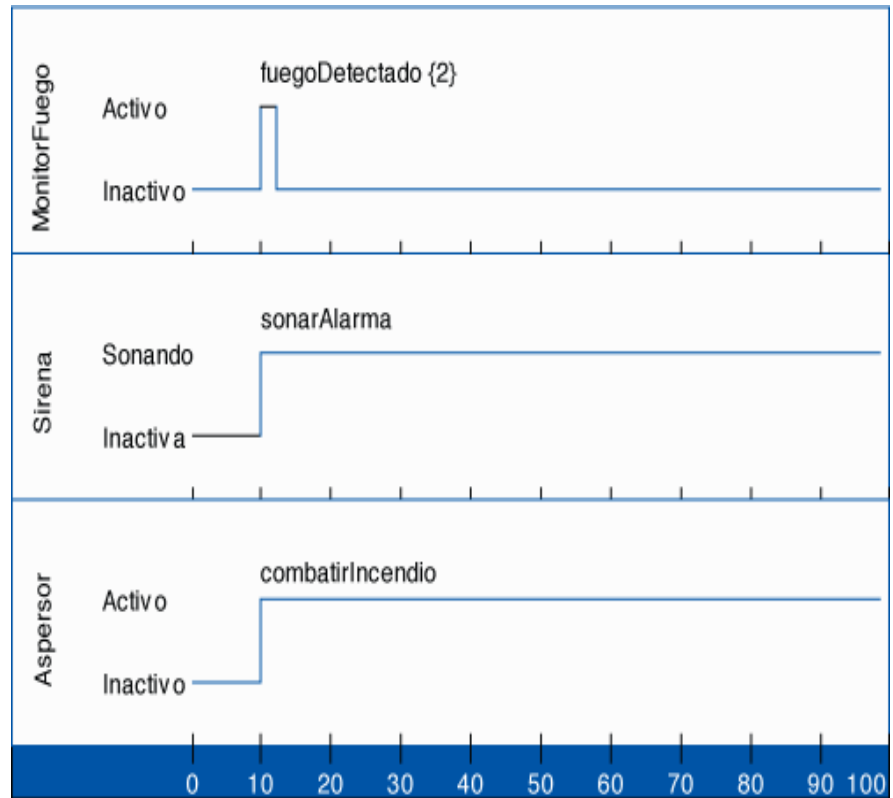 MonitorFuego
fuegoDetectado {2}
Activo
Inactivo
Sirena
sonarAlarma
Sonando
Inactiva
Aspersor
combatirIncendio
Activo
Inactivo
0 10 20 30 40 50 60 70 80 90 100